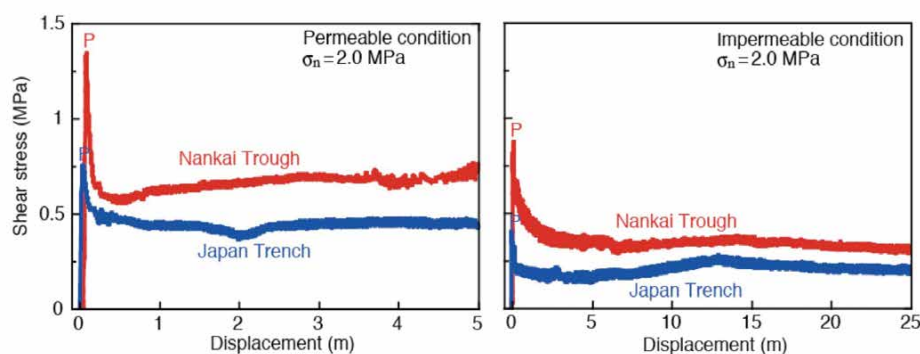 1.5
1
0.5
0
Shear stress (MPa)
P
P
Permeable condition
σn=2.0 MPa
Nankai Trough
Japan Trench
0 1 2 3 4 5
Displacement (m)
P
P
Impermeable condition
σn=2.0 MPa
Nankai Trough
Japan Trench
0 5 10 15 20 25
Displacement (m)